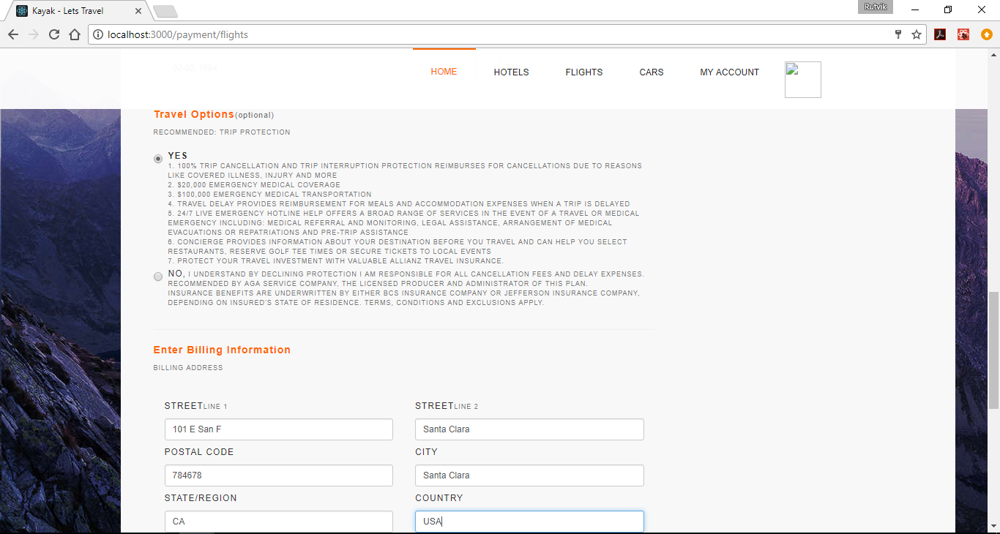 Kayak - Lets Travel
Rutvik
localhost:3000/payment/flights
02-02-1994
HOME HOTELS FLIGHTS CARS MY ACCOUNT
Travel Options(optional)
RECOMMENDED: TRIP PROTECTION
YES
1. 100% TRIP CANCELLATION AND TRIP INTERRUPTION PROTECTION REIMBURSES FOR CANCELLATIONS DUE TO REASONS
LIKE COVERED ILLNESS, INJURY AND MORE
2. $20,000 EMERGENCY MEDICAL COVERAGE
3. $100,000 EMERGENCY MEDICAL TRANSPORTATION
4. TRAVEL DELAY PROVIDES REIMBURSEMENT FOR MEALS AND ACCOMMODATION EXPENSES WHEN A TRIP IS DELAYED
5. 24/7 LIVE EMERGENCY HOTLINE HELP OFFERS A BROAD RANGE OF SERVICES IN THE EVENT OF A TRAVEL OR MEDICAL
EMERGENCY INCLUDING: MEDICAL REFERRAL AND MONITORING, LEGAL ASSISTANCE, ARRANGEMENT OF MEDICAL
EVACUATIONS OR REPATRIATIONS AND PRE-TRIP ASSISTANCE
6. CONCIERGE PROVIDES INFORMATION ABOUT YOUR DESTINATION BEFORE YOU TRAVEL AND CAN HELP YOU SELECT
RESTAURANTS, RESERVE GOLF TEE TIMES OR SECURE TICKETS TO LOCAL EVENTS
7. PROTECT YOUR TRAVEL INVESTMENT WITH VALUABLE ALLIANZ TRAVEL INSURANCE.
NO, I UNDERSTAND BY DECLINING PROTECTION I AM RESPONSIBLE FOR ALL CANCELLATION FEES AND DELAY EXPENSES.
RECOMMENDED BY AGA SERVICE COMPANY, THE LICENSED PRODUCER AND ADMINISTRATOR OF THIS PLAN.
INSURANCE BENEFITS ARE UNDERWRITTEN BY EITHER BCS INSURANCE COMPANY OR JEFFERSON INSURANCE COMPANY,
DEPENDING ON INSURED'S STATE OF RESIDENCE. TERMS, CONDITIONS AND EXCLUSIONS APPLY.
Enter Billing Information
BILLING ADDRESS
STREETLINE 1 STREETLINE 2
101 E San F Santa Clara
POSTAL CODE CITY
784678 Santa Clara
STATE/REGION COUNTRY
CA USA